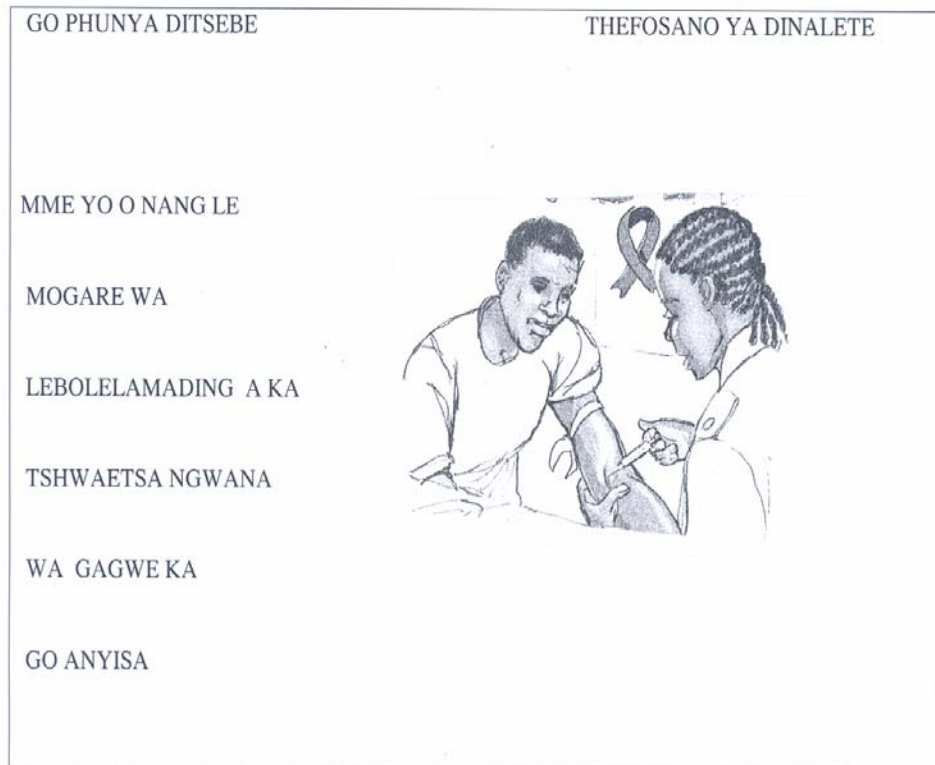 GO PHUNYA DITSEBE
THEFOSANO YA DINALETE
MME YO O NANG LE
MOGARE WA
LEBOLELAMADING A KA
TSHWAETSA NGWANA
WA GAGWE KA
GO ANYISA